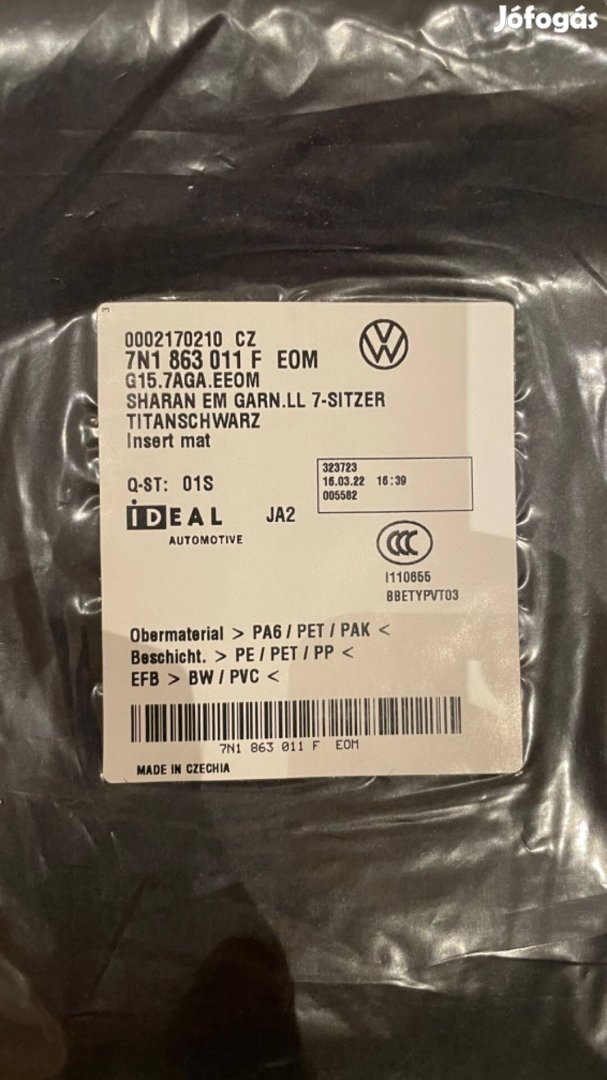 Jófogás
3
0002170210 CZ
7N1 863 011 F EOM
G15.7AGA.EEOM
SHARAN EM GARN.LL 7-SITZER
TITANSCHWARZ
Insert mat
Q-ST: 01S
323723
16.03.22 16:39
005582
IDEAL
AUTOMOTIVE
JA2
CCC
I110655
BBETYPVT03
Obermaterial > PA6 / PET / PAK <
Beschicht. > PE / PET / PP <
EFB > BW / PVC <
7N1 863 011 F EOM
MADE IN CZECHIA